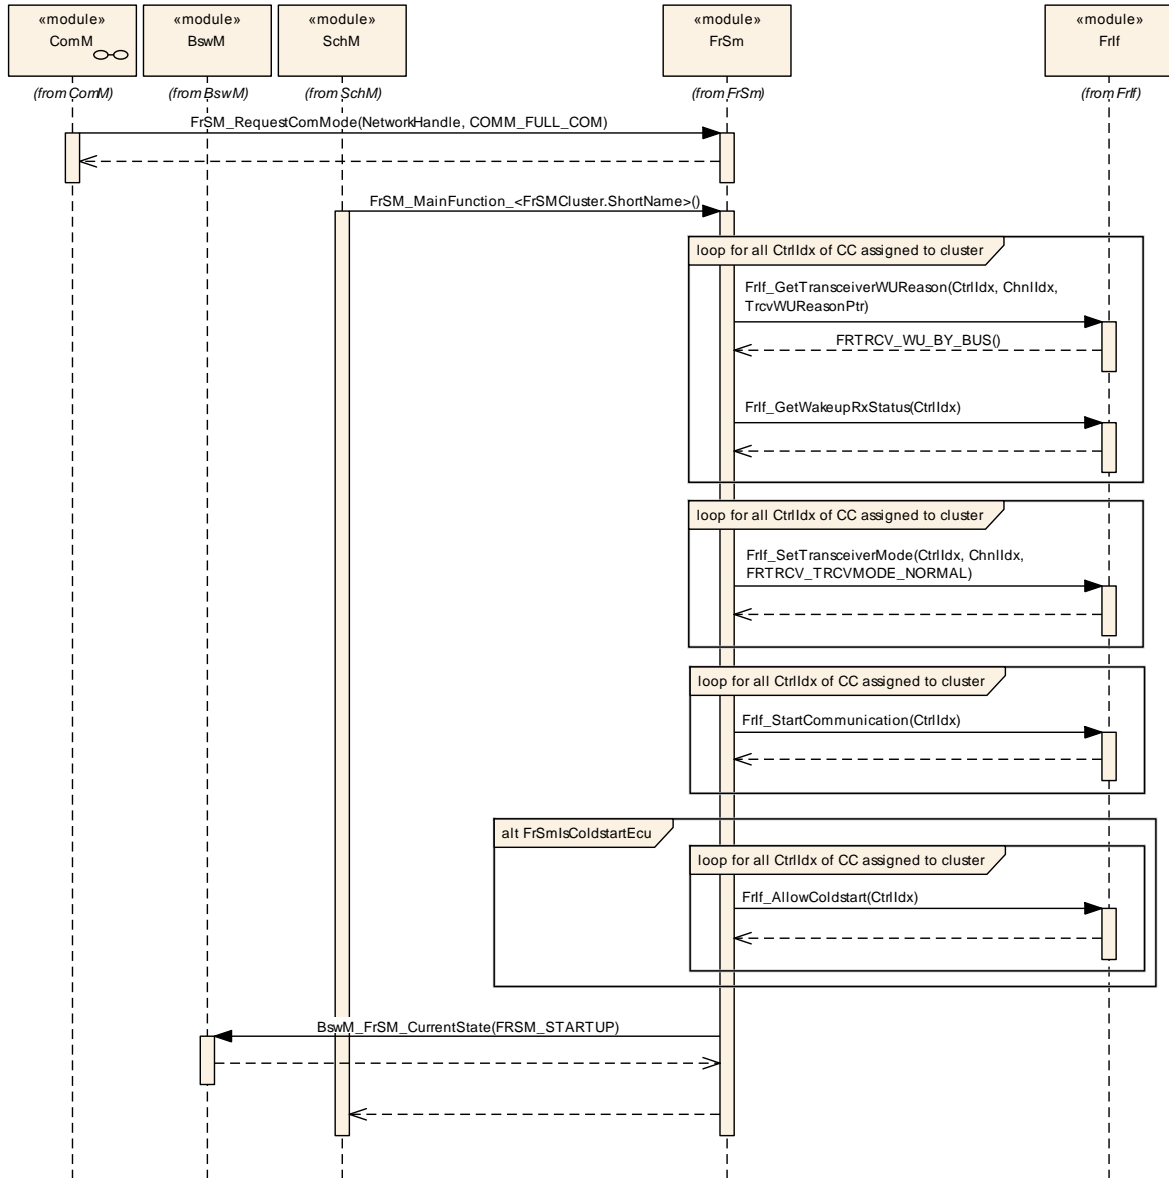 «module» «module» «module» «module» «module»
ComM BswM SchM FrSm FrIf
(from ComM) (from BswM) (from SchM) (from FrSm) (from FrIf)
FrSM_RequestComMode(NetworkHandle, COMM_FULL_COM)
FrSM_MainFunction_<FrSMCluster.ShortName>()
loop for all CtrlIdx of CC assigned to cluster
FrIf_GetTransceiverWUReason(CtrlIdx, ChnlIdx,
TrcvWUReasonPtr)
FRTRCV_WU_BY_BUS()
FrIf_GetWakeupRxStatus(CtrlIdx)
loop for all CtrlIdx of CC assigned to cluster
FrIf_SetTransceiverMode(CtrlIdx, ChnlIdx,
FRTRCV_TRCVMODE_NORMAL)
loop for all CtrlIdx of CC assigned to cluster
FrIf_StartCommunication(CtrlIdx)
alt FrSmIsColdstartEcu
loop for all CtrlIdx of CC assigned to cluster
FrIf_AllowColdstart(CtrlIdx)
BswM_FrSM_CurrentState(FRSM_STARTUP)